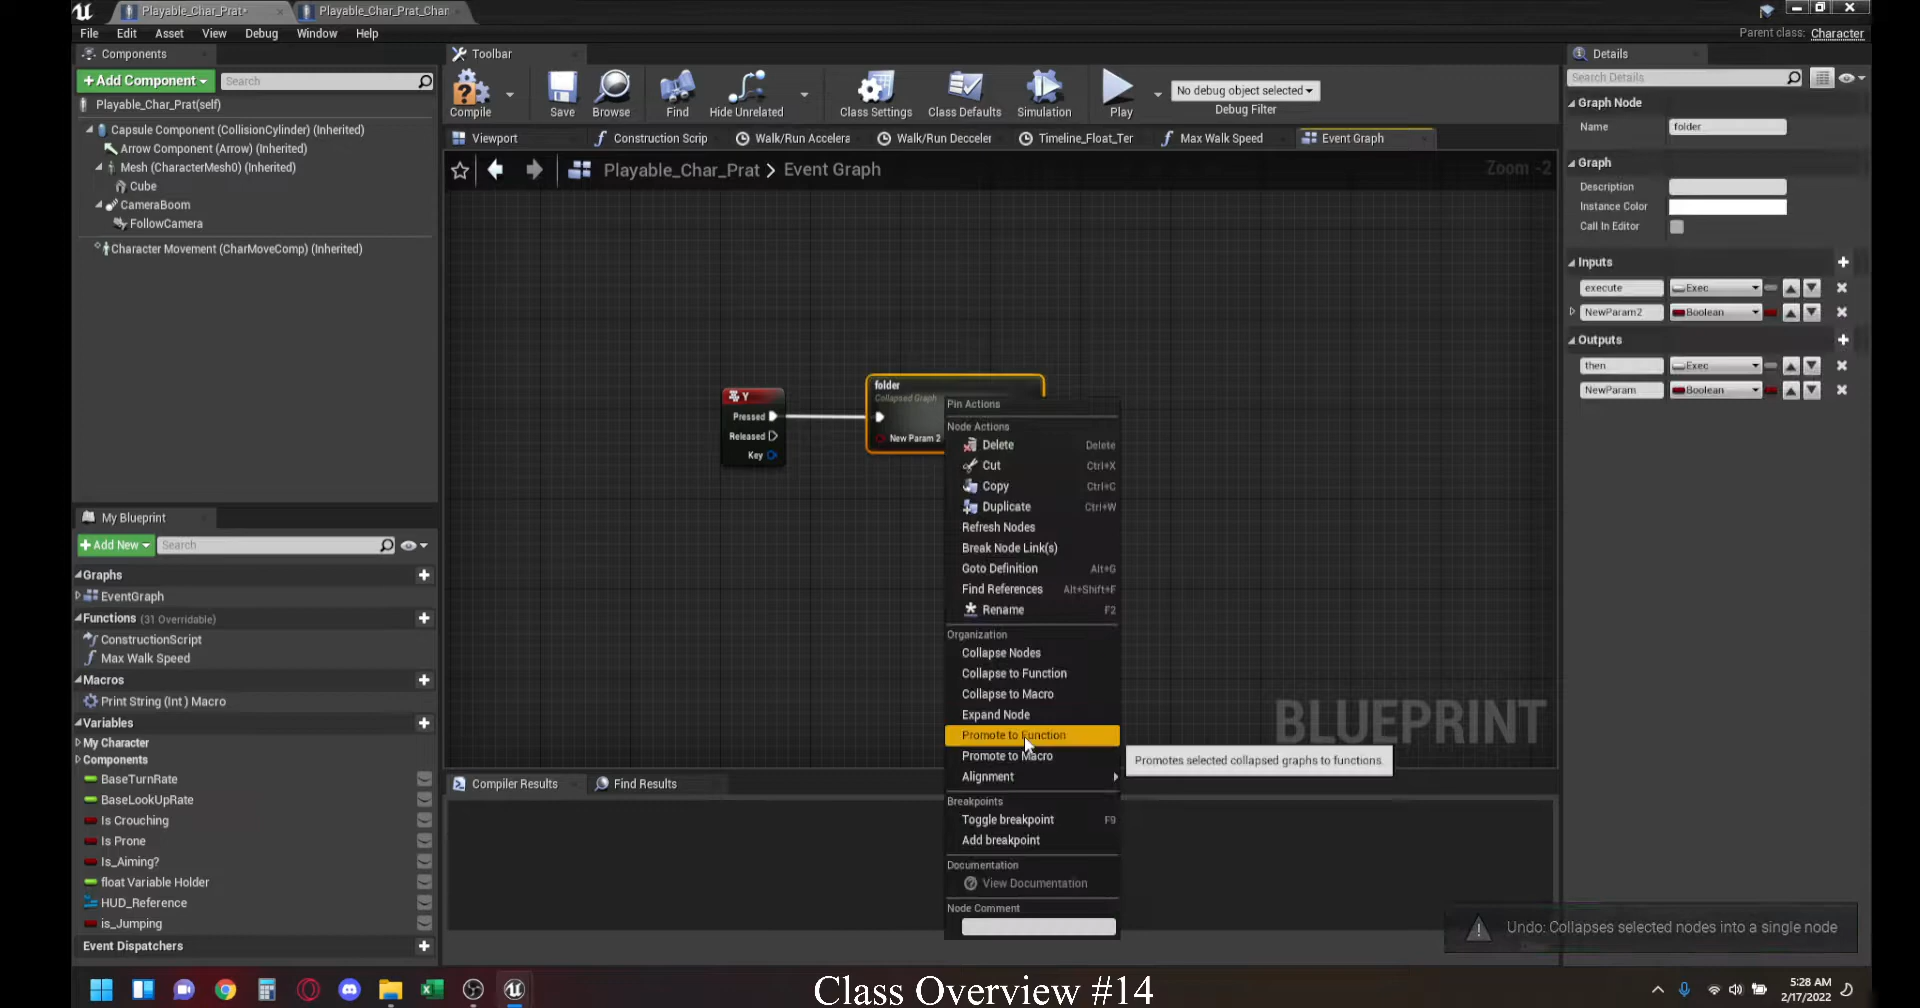 Playable_Char_Prat*
Playable_Char_Prat_Chan
File Edit Asset View Debug Window Help
Parent class: Character
Components
Toolbar
Details
Add Component
Search
Search Details
Compile
Save
Browse
Find
Hide Unrelated
Class Settings
Class Defaults
Simulation
Play
No debug object selected
Debug Filter
Playable_Char_Prat(self)
Capsule Component (CollisionCylinder) (Inherited)
Arrow Component (Arrow) (Inherited)
Mesh (CharacterMesh0) (Inherited)
Cube
CameraBoom
FollowCamera
Character Movement (CharMoveComp) (Inherited)
Viewport
Construction Scrip
Walk/Run Accelera
Walk/Run Decceler
Timeline_Float_Ter
Max Walk Speed
Event Graph
Playable_Char_Prat > Event Graph
Zoom -2
Y
Pressed
Released
Key
folder
Collapsed Graph
New Param 2
Pin Actions
Node Actions
Delete Delete
Cut Ctrl+X
Copy Ctrl+C
Duplicate Ctrl+W
Refresh Nodes
Break Node Link(s)
Goto Definition Alt+G
Find References Alt+Shift+F
Rename F2
Organization
Collapse Nodes
Collapse to Function
Collapse to Macro
Expand Node
Promote to Function
Promote to Macro
Alignment
Breakpoints
Toggle breakpoint F9
Add breakpoint
Documentation
View Documentation
Node Comment
Promotes selected collapsed graphs to functions.
BLUEPRINT
Graph Node
Name folder
Graph
Description
Instance Color
Call In Editor
Inputs
execute Exec
NewParam2 Boolean
Outputs
then Exec
NewParam Boolean
My Blueprint
Add New
Search
Graphs
EventGraph
Functions (31 Overridable)
ConstructionScript
Max Walk Speed
Macros
Print String (Int ) Macro
Variables
My Character
Components
BaseTurnRate
BaseLookUpRate
Is Crouching
Is Prone
Is_Aiming?
float Variable Holder
HUD_Reference
is_Jumping
Event Dispatchers
Compiler Results
Find Results
Undo: Collapses selected nodes into a single node
Class Overview #14
5:28 AM
2/17/2022